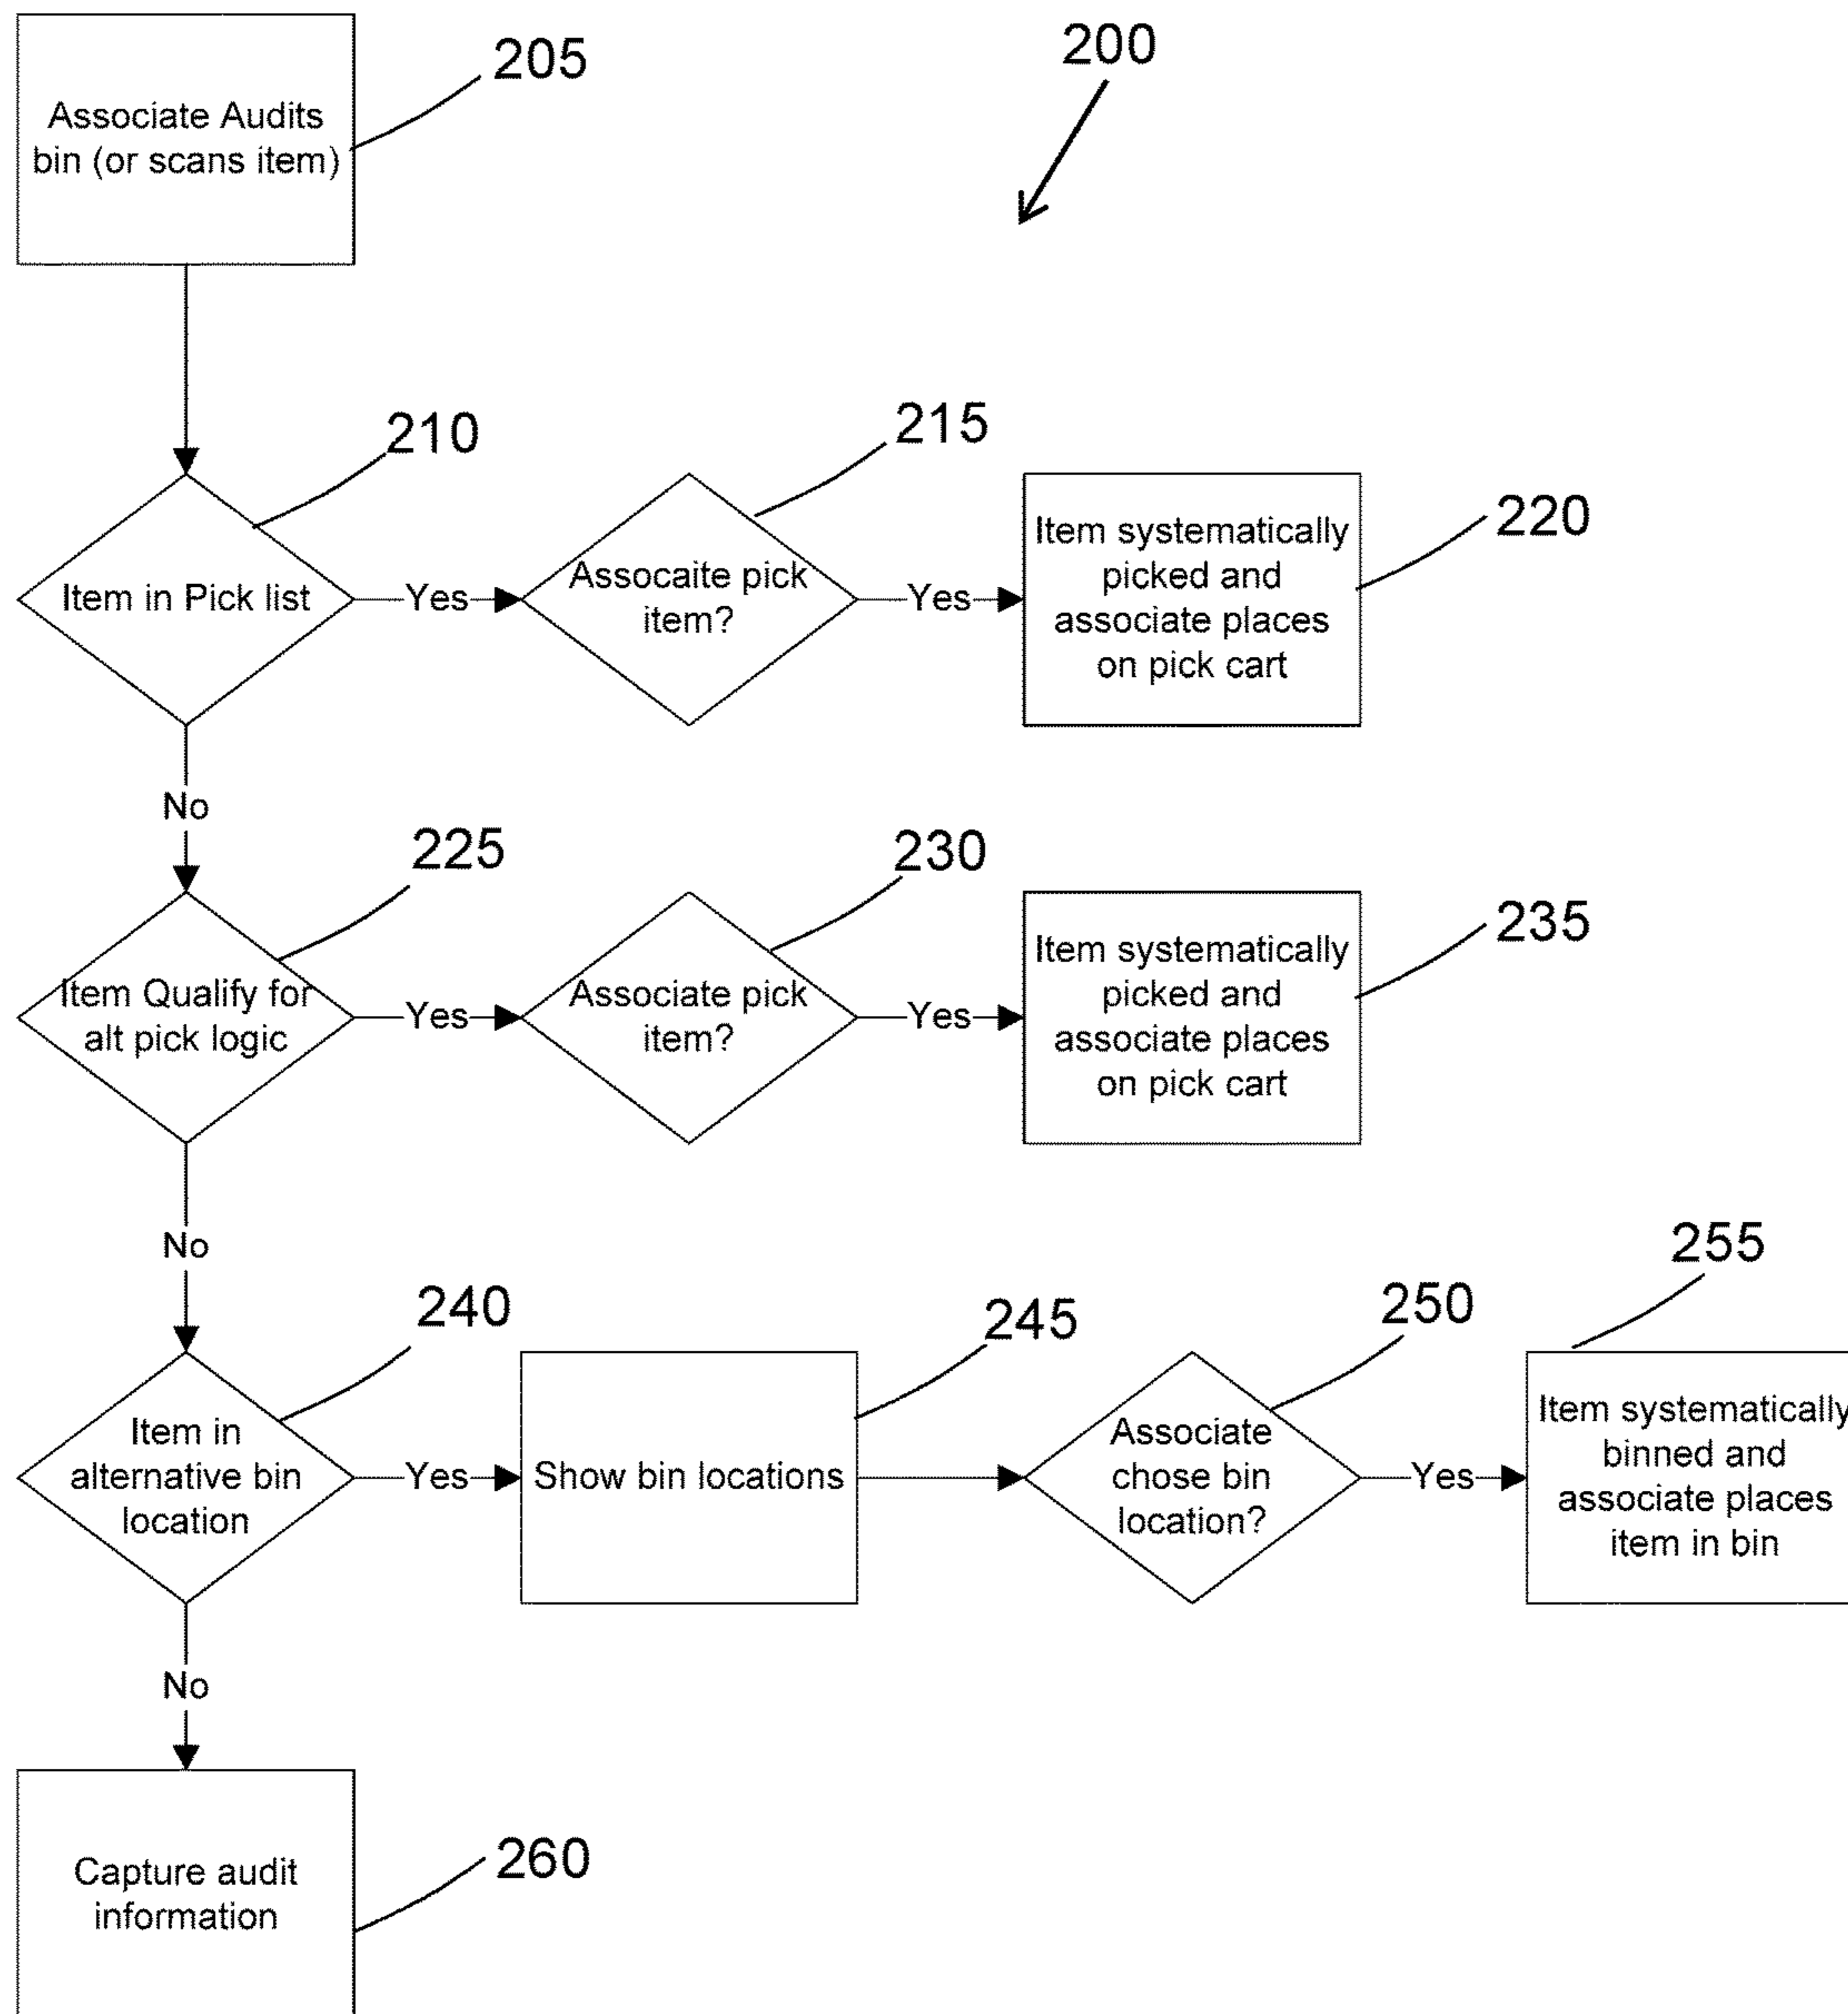 200
205
Associate Audits
bin (or scans item)
210
Item in Pick list
Yes
215
Assocaite pick
item?
Yes
220
Item systematically
picked and
associate places
on pick cart
No
225
Item Qualify for
alt pick logic
Yes
230
Associate pick
item?
Yes
235
Item systematically
picked and
associate places
on pick cart
No
240
Item in
alternative bin
location
Yes
245
Show bin locations
250
Associate
chose bin
location?
Yes
255
Item systematically
binned and
associate places
item in bin
No
260
Capture audit
information